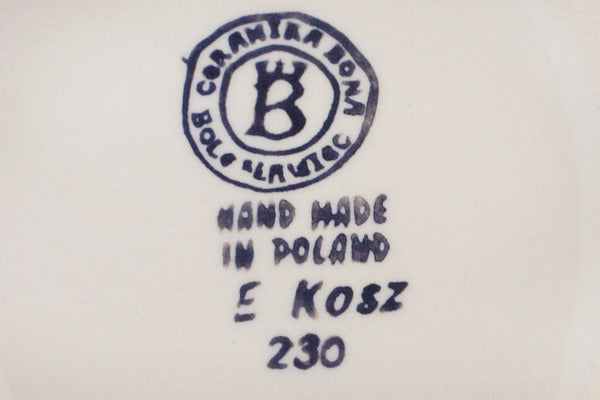 CERAMIKA BONA
BOLESŁAWIEC
B
HAND MADE
IN POLAND
E KOSZ
230